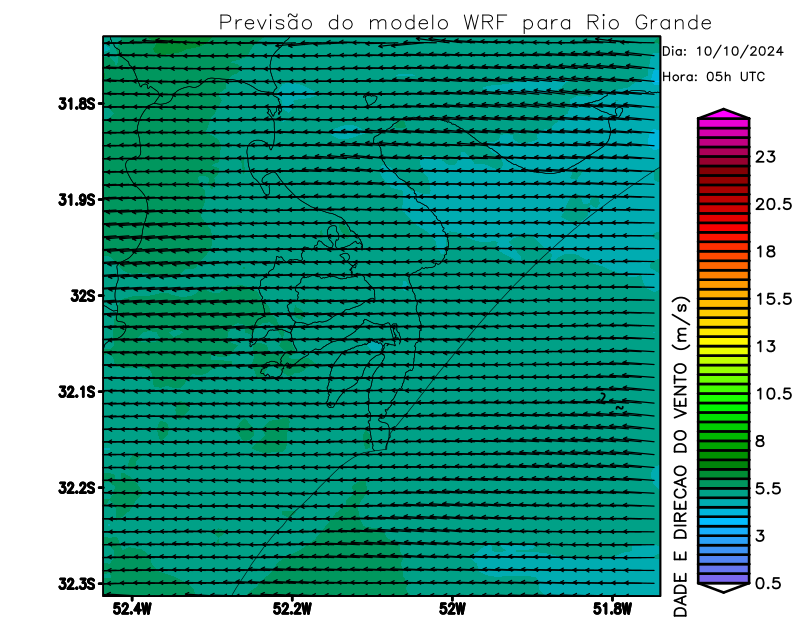 Previsão do modelo WRF para Rio Grande
Dia: 10/10/2024
Hora: 05h UTC
31.8S
31.9S
32S
32.1S
32.2S
32.3S
52.4W
52.2W
52W
51.8W
23
20.5
18
15.5
13
10.5
8
5.5
3
0.5
DADE E DIRECAO DO VENTO (m/s)